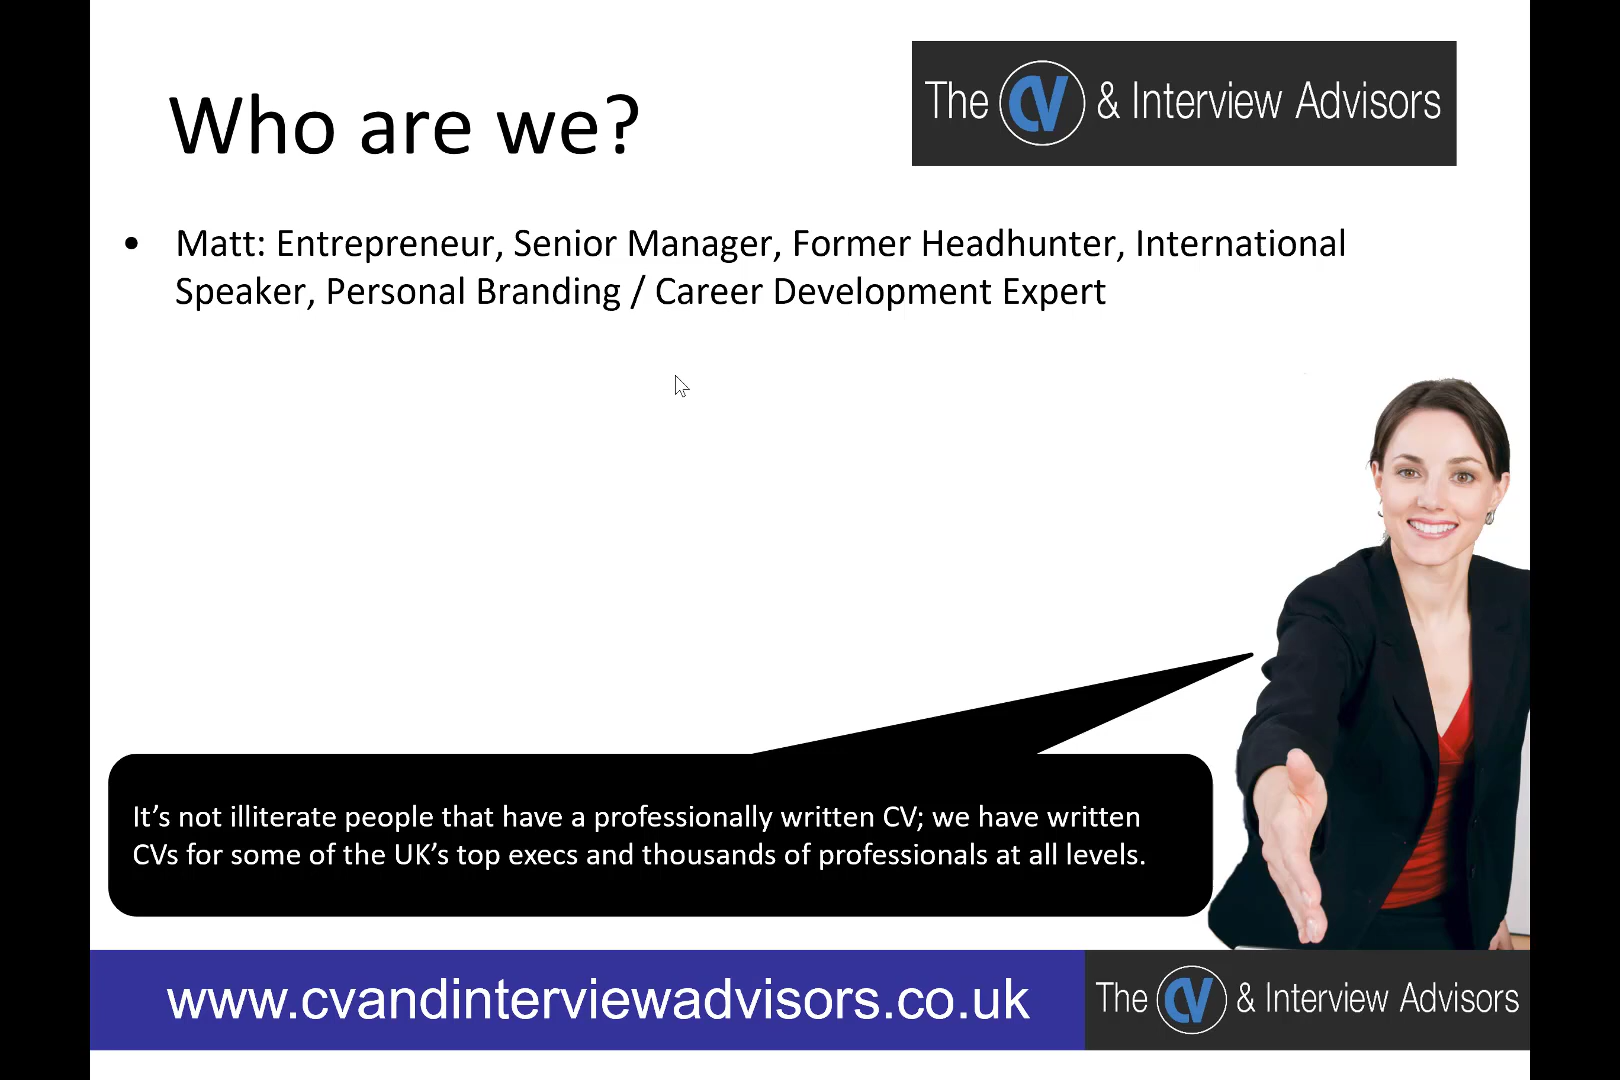 The CV & Interview Advisors
Who are we?
• Matt: Entrepreneur, Senior Manager, Former Headhunter, International
Speaker, Personal Branding / Career Development Expert
It’s not illiterate people that have a professionally written CV; we have written
CVs for some of the UK’s top execs and thousands of professionals at all levels.
www.cvandinterviewadvisors.co.uk
The CV & Interview Advisors